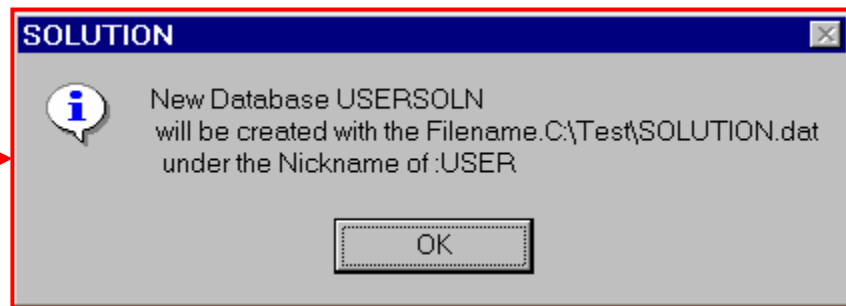 SOLUTION
New Database USERSOLN
will be created with the Filename.C:\Test\SOLUTION.dat
under the Nickname of :USER
OK